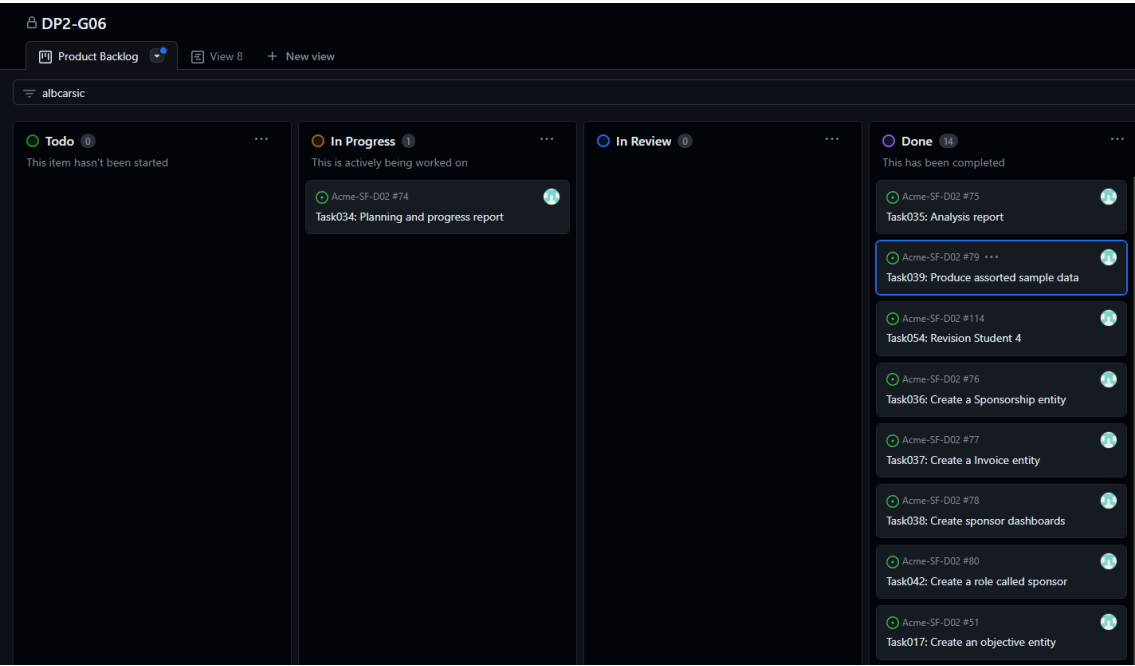 DP2-G06
Product Backlog
View 8
+ New view
albcarsic
Todo 0
This item hasn't been started
In Progress 1
This is actively being worked on
Acme-SF-D02 #74
Task034: Planning and progress report
In Review 0
Done 14
This has been completed
Acme-SF-D02 #75
Task035: Analysis report
Acme-SF-D02 #79
Task039: Produce assorted sample data
Acme-SF-D02 #114
Task054: Revision Student 4
Acme-SF-D02 #76
Task036: Create a Sponsorship entity
Acme-SF-D02 #77
Task037: Create a Invoice entity
Acme-SF-D02 #78
Task038: Create sponsor dashboards
Acme-SF-D02 #80
Task042: Create a role called sponsor
Acme-SF-D02 #51
Task017: Create an objective entity